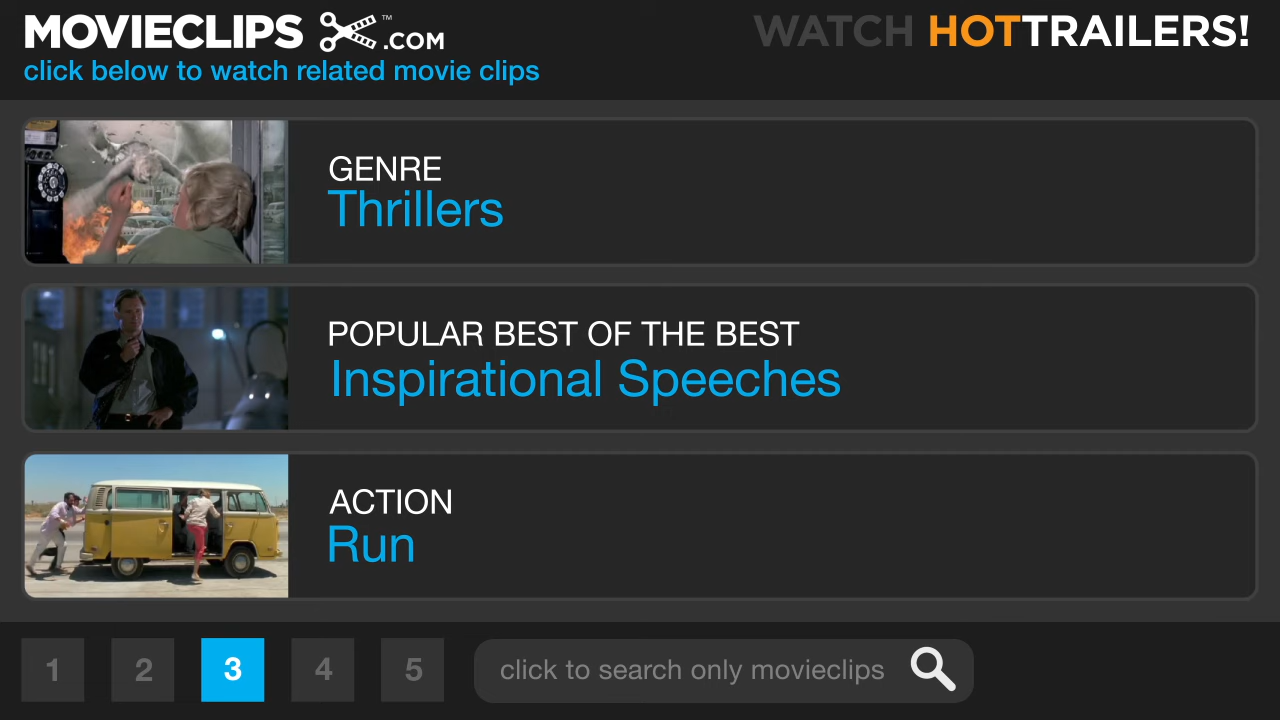 MOVIECLIPS ™ .COM
WATCH HOTTRAILERS!
click below to watch related movie clips
GENRE
Thrillers
POPULAR BEST OF THE BEST
Inspirational Speeches
ACTION
Run
1 2 3 4 5
click to search only movieclips